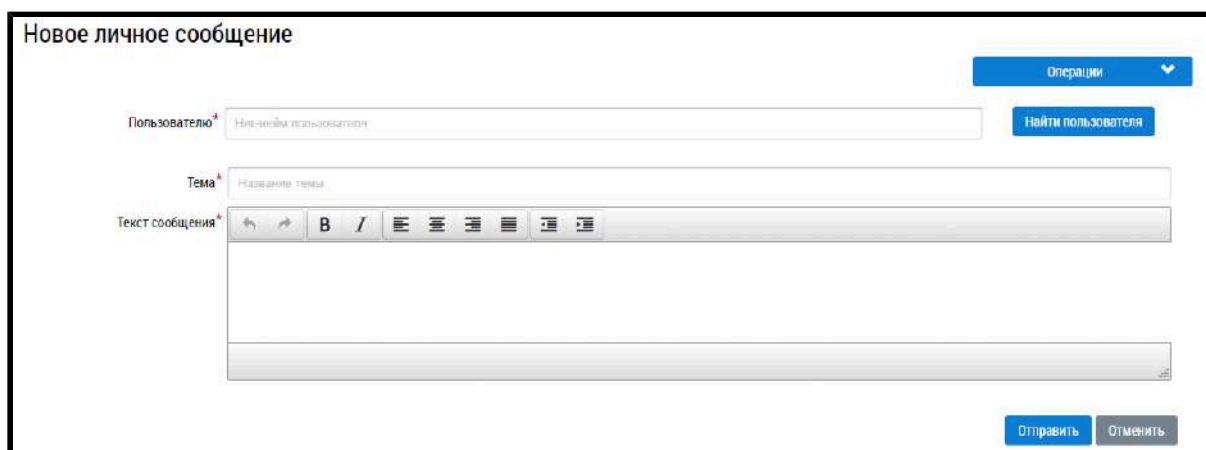 Новое личное сообщение
Операции
Пользователю* Ник-нейм пользователя Найти пользователя
Тема* Название темы
Текст сообщения* B I
Отправить Отменить